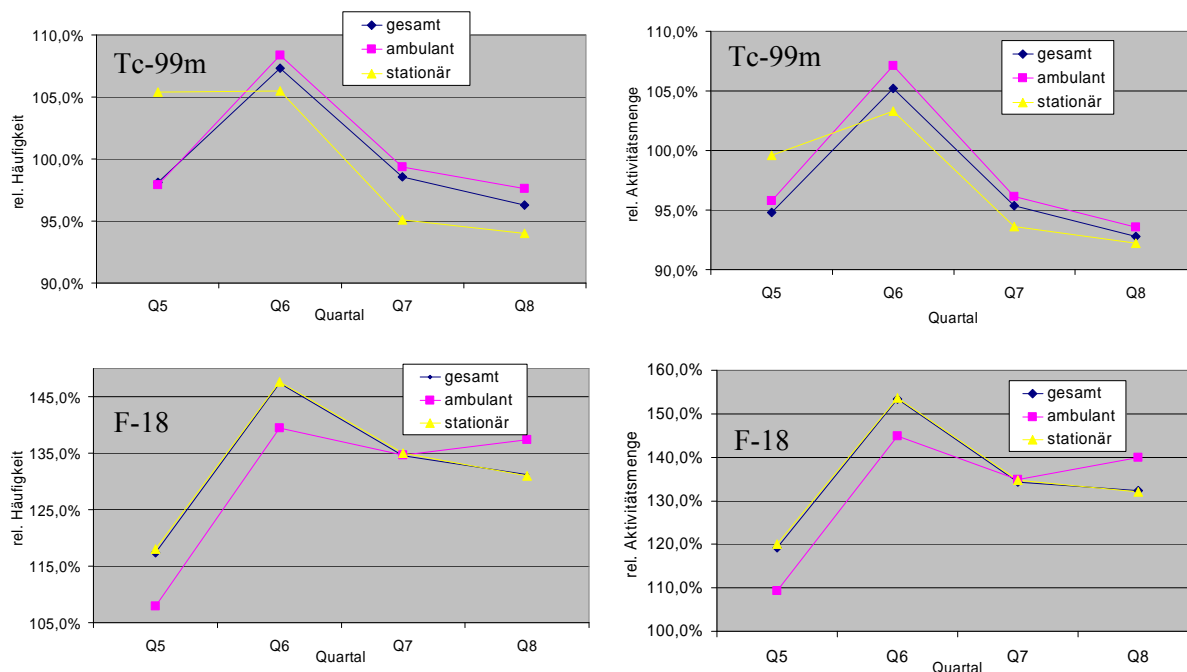 gesamt
ambulant
stationär
Tc-99m
110,0%
105,0%
100,0%
95,0%
90,0%
rel. Häufigkeit
Q5 Q6 Q7 Q8
Quartal
gesamt
ambulant
stationär
Tc-99m
110,0%
105,0%
100,0%
95,0%
90,0%
rel. Aktivitätsmenge
Q5 Q6 Q7 Q8
Quartal
gesamt
ambulant
stationär
F-18
145,0%
135,0%
125,0%
115,0%
105,0%
rel. Häufigkeit
Q5 Q6 Q7 Q8
Quartal
gesamt
ambulant
stationär
F-18
160,0%
150,0%
140,0%
130,0%
120,0%
110,0%
100,0%
rel. Aktivitätsmenge
Q5 Q6 Q7 Q8
Quartal